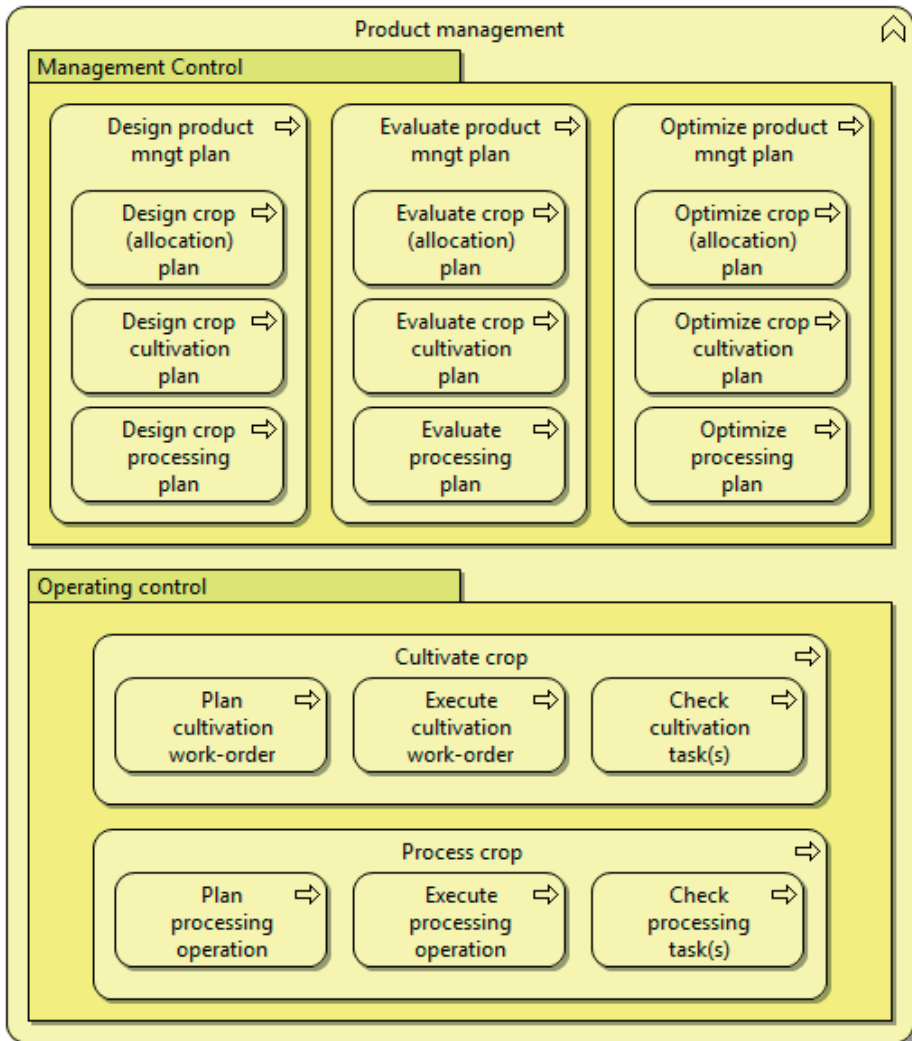 Product management
Management Control
Design product
mngt plan
Design crop
(allocation)
plan
Design crop
cultivation
plan
Design crop
processing
plan
Evaluate product
mngt plan
Evaluate crop
(allocation)
plan
Evaluate crop
cultivation
plan
Evaluate
processing
plan
Optimize product
mngt plan
Optimize crop
(allocation)
plan
Optimize crop
cultivation
plan
Optimize
processing
plan
Operating control
Cultivate crop
Plan
cultivation
work-order
Execute
cultivation
work-order
Check
cultivation
task(s)
Process crop
Plan
processing
operation
Execute
processing
operation
Check
processing
task(s)